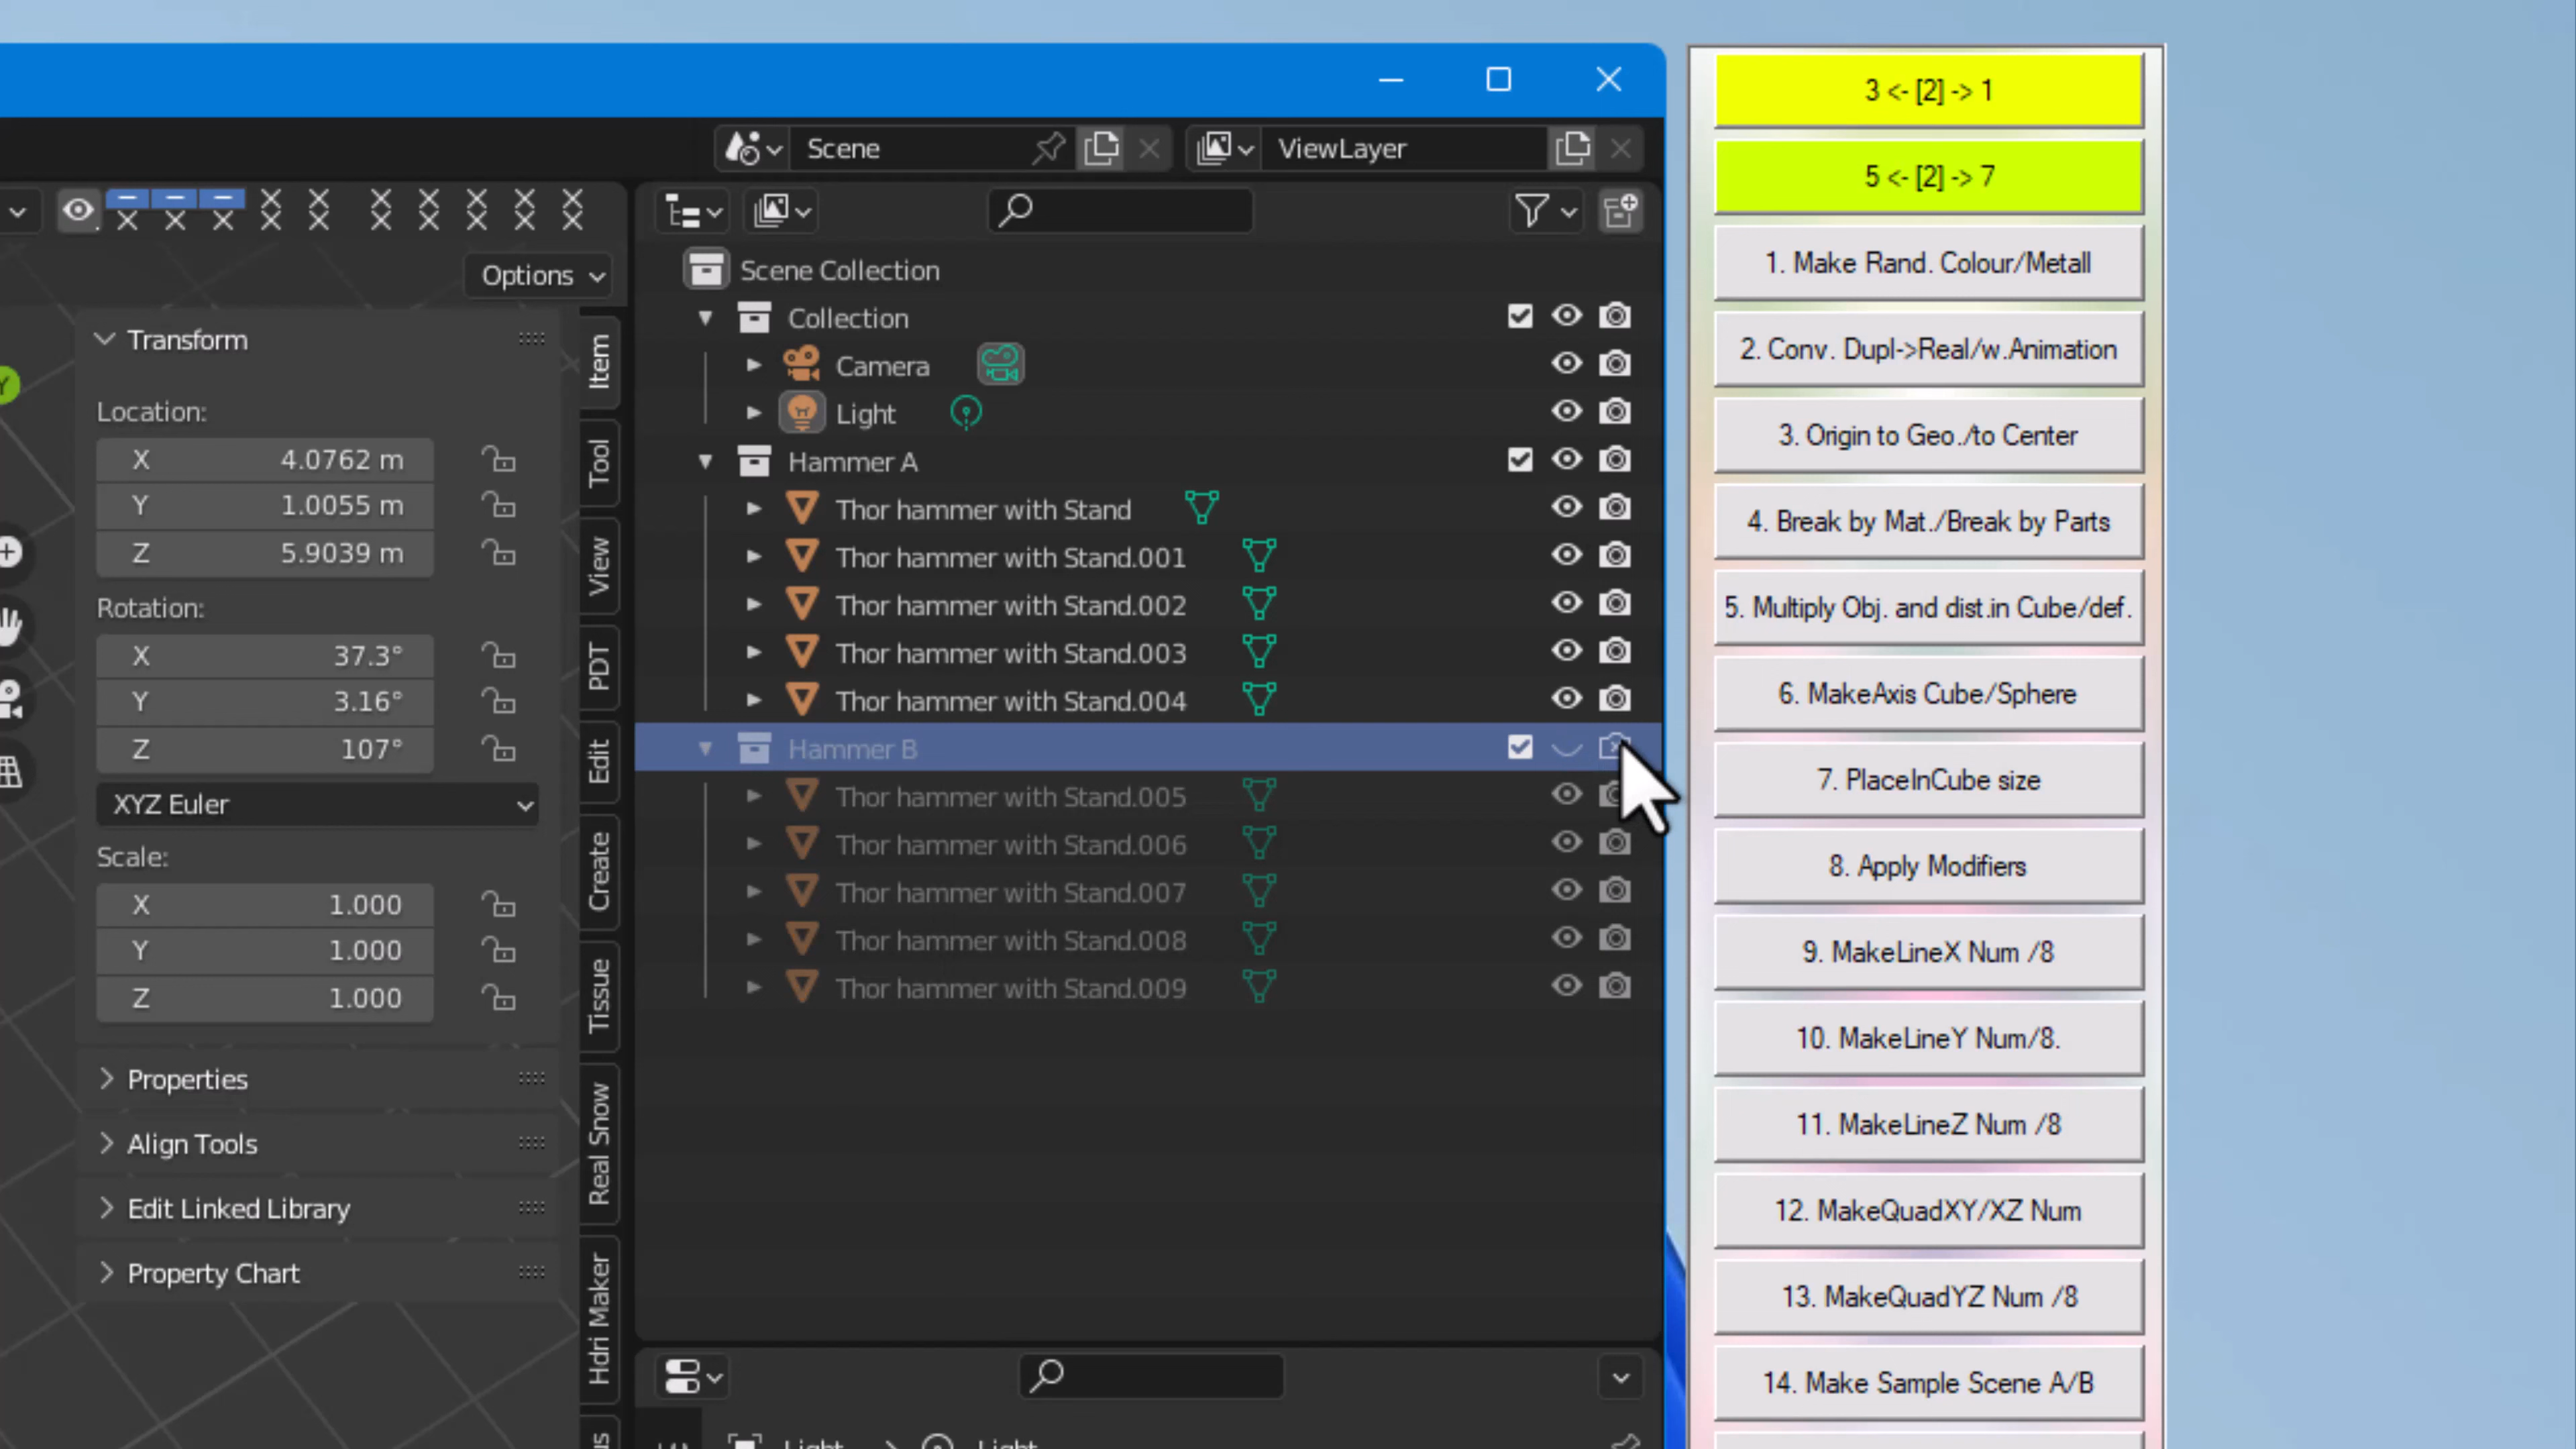 Scene
ViewLayer
Options
Transform
Location:
X 4.0762 m
Y 1.0055 m
Z 5.9039 m
Rotation:
X 37.3°
Y 3.16°
Z 107°
XYZ Euler
Scale:
X 1.000
Y 1.000
Z 1.000
Properties
Align Tools
Edit Linked Library
Property Chart
Y
Item
Tool
View
PDT
Edit
Create
Tissue
Real Snow
Hdri Maker
Scene Collection
Collection
Camera
Light
Hammer A
Thor hammer with Stand
Thor hammer with Stand.001
Thor hammer with Stand.002
Thor hammer with Stand.003
Thor hammer with Stand.004
Hammer B
Thor hammer with Stand.005
Thor hammer with Stand.006
Thor hammer with Stand.007
Thor hammer with Stand.008
Thor hammer with Stand.009
Light
Light
3 <- [2] -> 1
5 <- [2] -> 7
1. Make Rand. Colour/Metall
2. Conv. Dupl->Real/w.Animation
3. Origin to Geo./to Center
4. Break by Mat./Break by Parts
5. Multiply Obj. and dist.in Cube/def.
6. MakeAxis Cube/Sphere
7. PlaceInCube size
8. Apply Modifiers
9. MakeLineX Num /8
10. MakeLineY Num/8.
11. MakeLineZ Num /8
12. MakeQuadXY/XZ Num
13. MakeQuadYZ Num /8
14. Make Sample Scene A/B